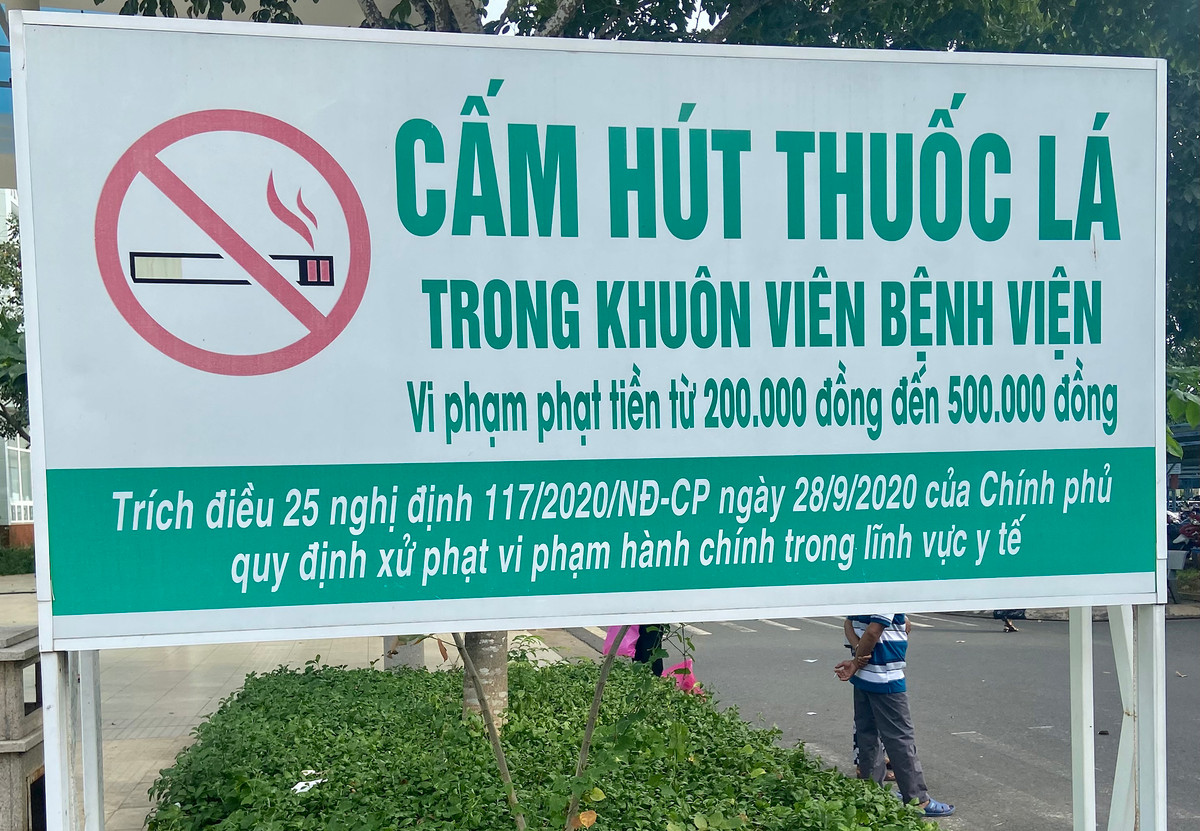 CẤM HÚT THUỐC LÁ
TRONG KHUÔN VIÊN BỆNH VIỆN
Vi phạm phạt tiền từ 200.000 đồng đến 500.000 đồng
Trích điều 25 nghị định 117/2020/NĐ-CP ngày 28/9/2020 của Chính phủ
quy định xử phạt vi phạm hành chính trong lĩnh vực y tế